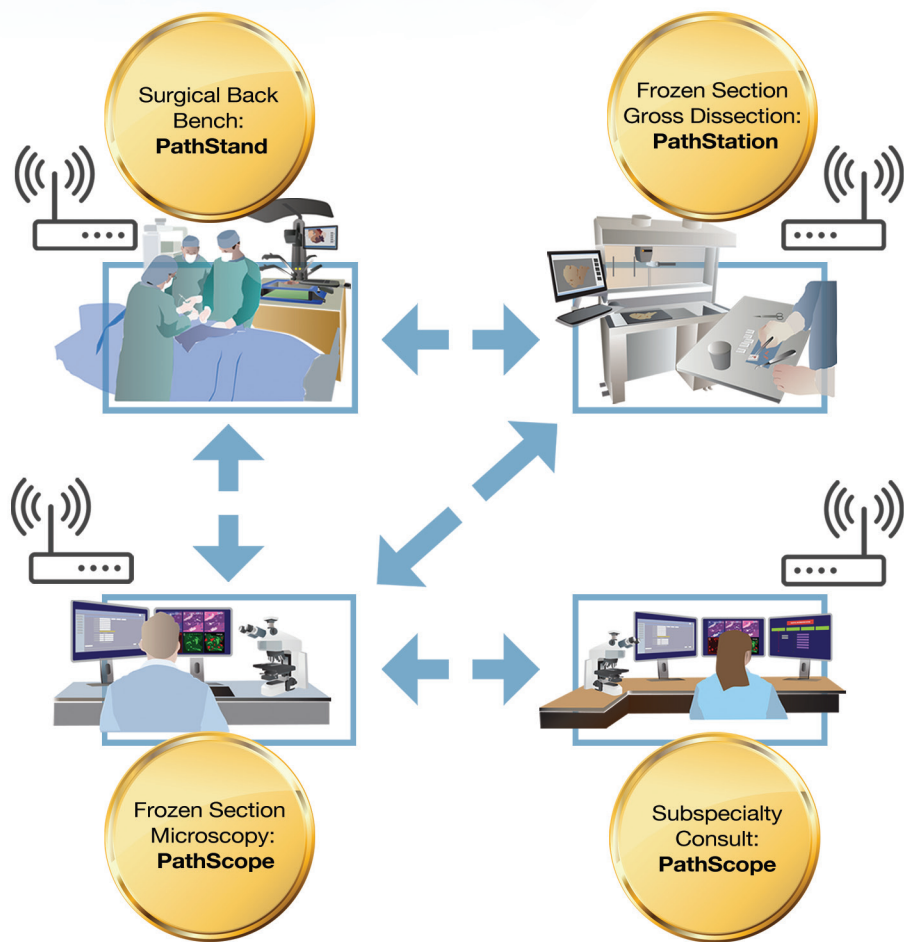 Surgical Back
Bench:
PathStand
Frozen Section
Gross Dissection:
PathStation
Frozen Section
Microscopy:
PathScope
Subspecialty
Consult:
PathScope